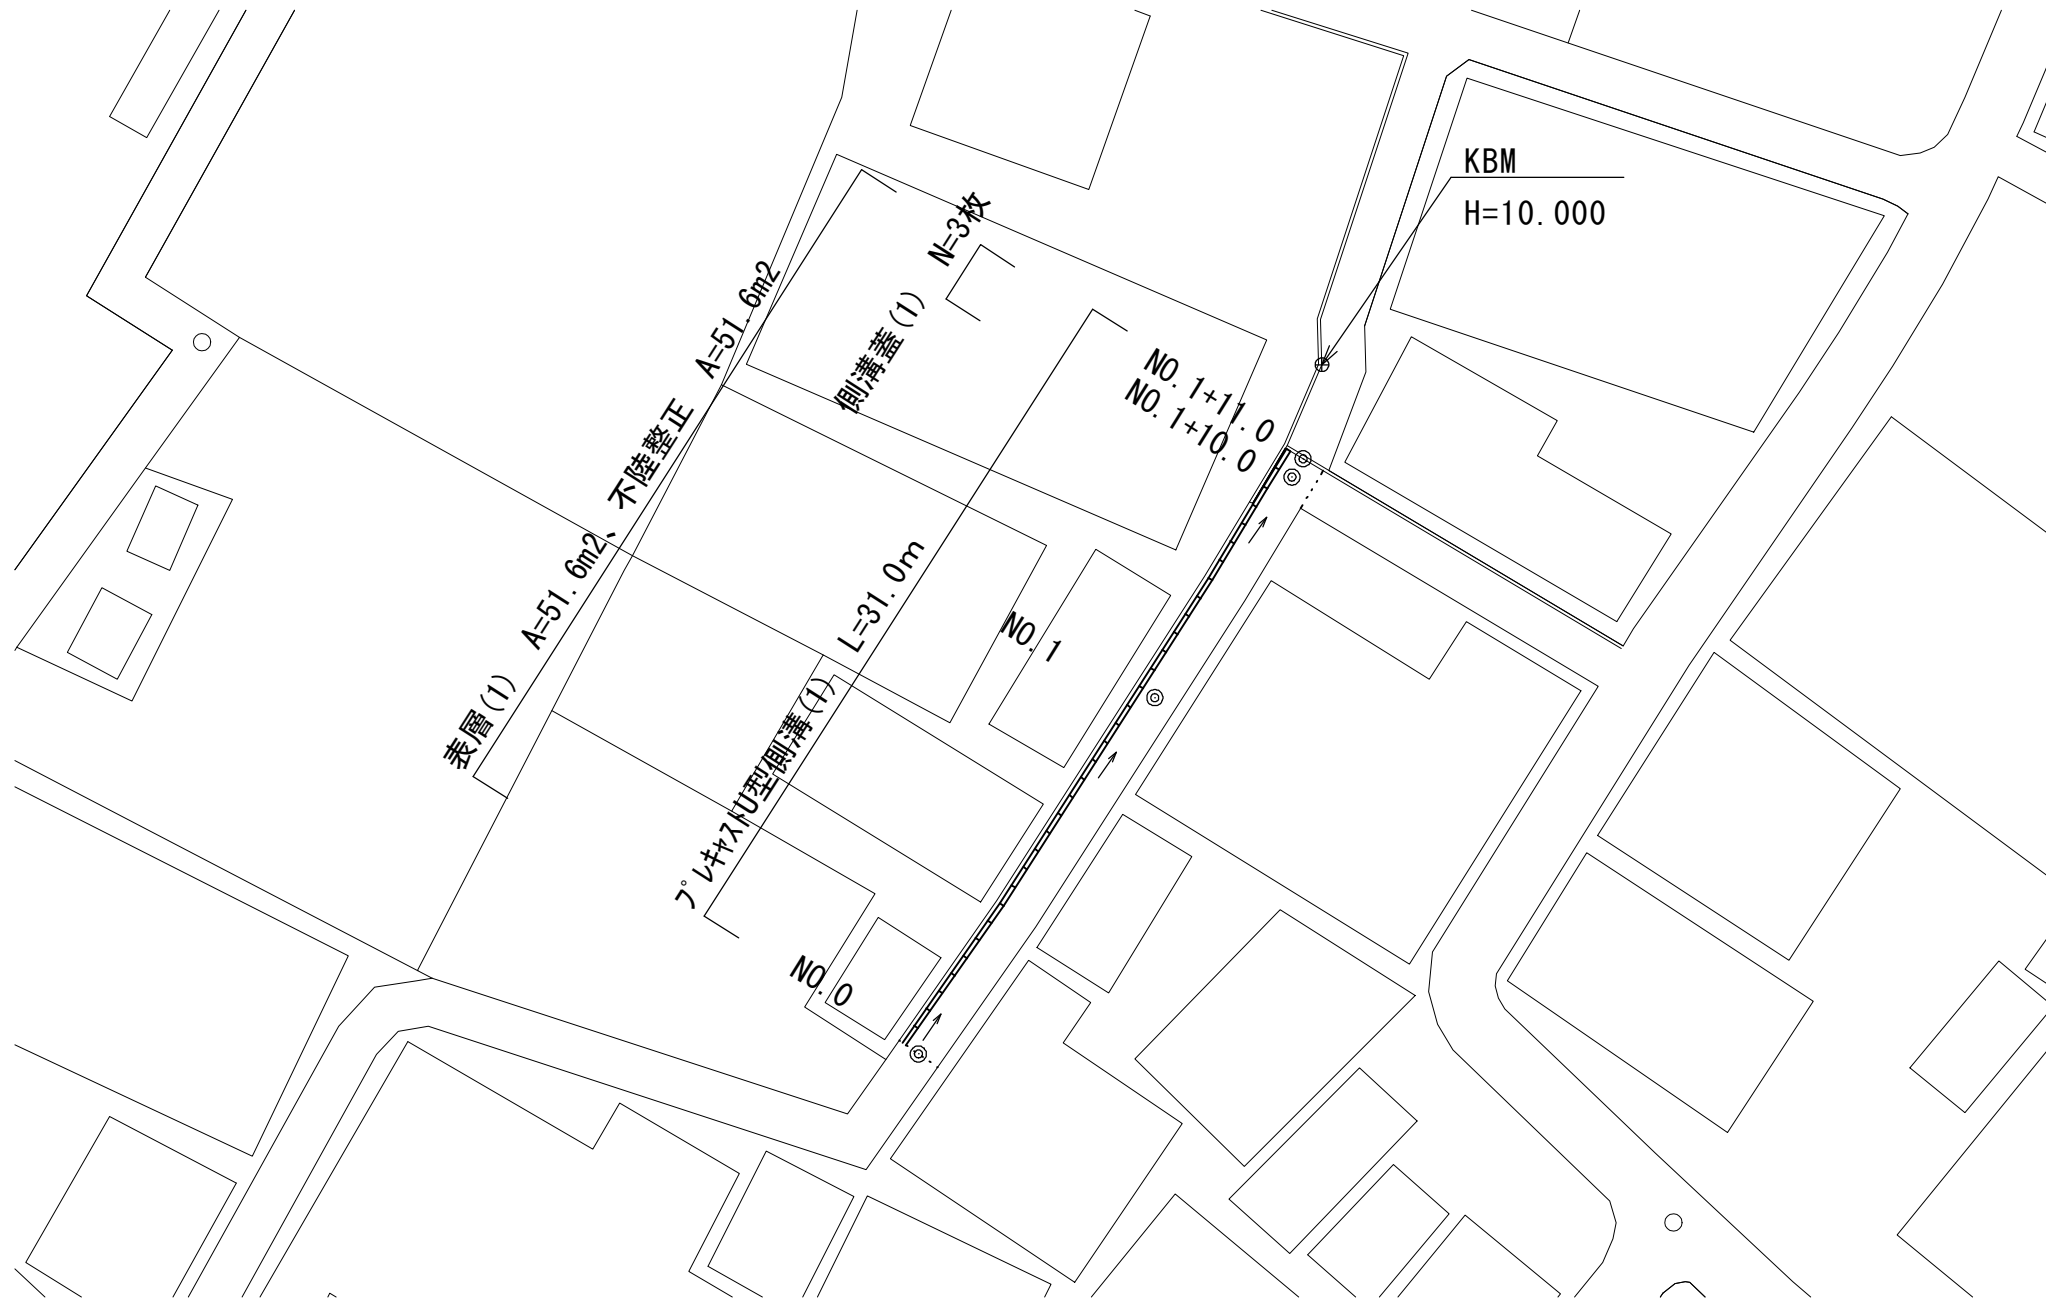 KBM
H=10.000
N=3枚
側溝蓋(1)
表層(1) A=51.6m2、不陸整正 A=51.6m2
ﾌﾟﾚｷｬｽﾄU型側溝(1) L=31.0m
NO.1+11.0
NO.1+10.0
NO.1
NO.0